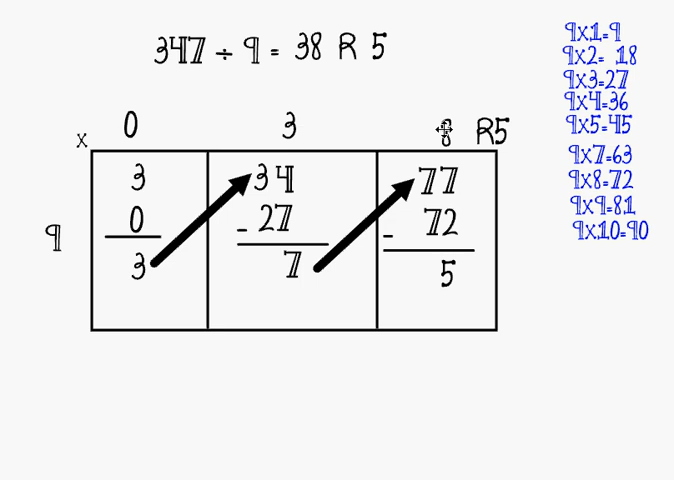 347 ÷ 9 = 38 R 5
x 0 3 8 R5
3 34 77
0 - 27 - 72
9
3 7 5
9x1=9
9x2= 18
9x3=27
9x4=36
9x5=45
9x7=63
9x8=72
9x9=81
9x10=90